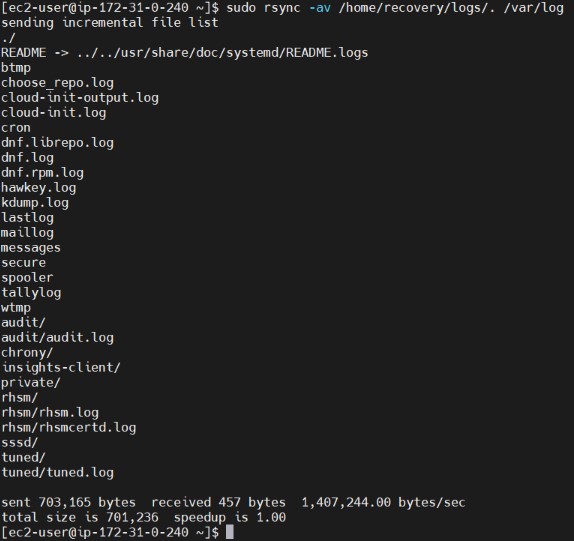 [ec2-user@ip-172-31-0-240 ~]$ sudo rsync -av /home/recovery/logs/. /var/log
sending incremental file list
./
README -> ../../usr/share/doc/systemd/README.logs
btmp
choose_repo.log
cloud-init-output.log
cloud-init.log
cron
dnf.librepo.log
dnf.log
dnf.rpm.log
hawkey.log
kdump.log
lastlog
maillog
messages
secure
spooler
tallylog
wtmp
audit/
audit/audit.log
chrony/
insights-client/
private/
rhsm/
rhsm/rhsm.log
rhsm/rhsmcertd.log
sssd/
tuned/
tuned/tuned.log
sent 703,165 bytes  received 457 bytes  1,407,244.00 bytes/sec
total size is 701,236  speedup is 1.00
[ec2-user@ip-172-31-0-240 ~]$